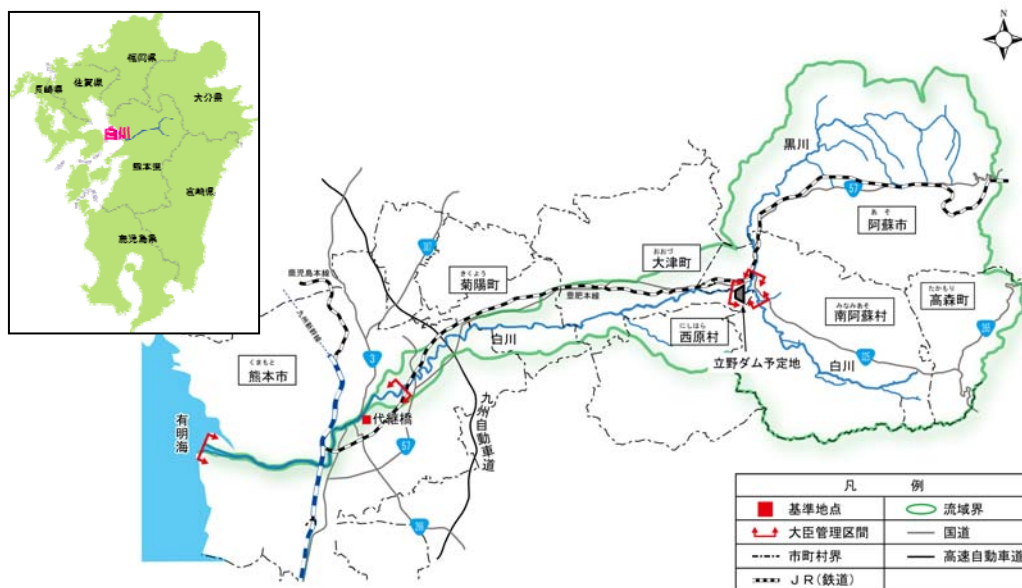 福岡県
佐賀県
長崎県
大分県
白川
熊本県
宮崎県
鹿児島県
N
黒川
57
あそ
阿蘇市
おおづ
大津町
きくよう
菊陽町
鹿児島本線
豊肥本線
たかもり
高森町
みなみあそ
南阿蘇村
にしはら
西原村
白川
立野ダム予定地
白川
九州新幹線
くまもと
熊本市
3
代継橋
57
九州自動車道
有明海
凡例
基準地点
流域界
大臣管理区間
国道
市町村界
高速自動車道
JR(鉄道)